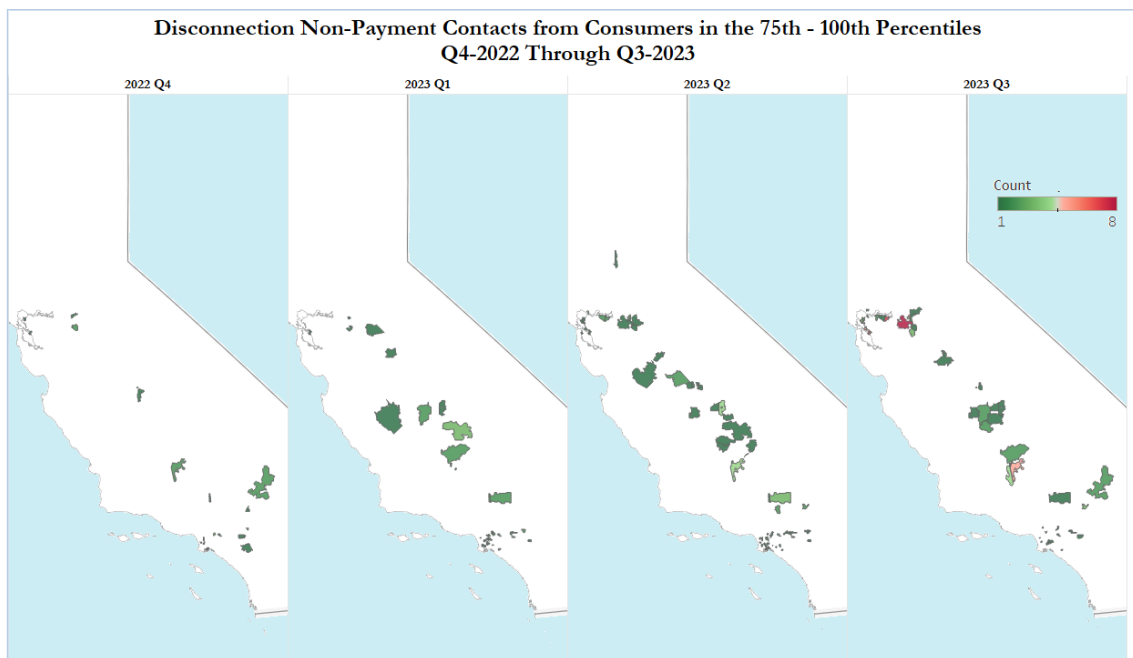 Disconnection Non-Payment Contacts from Consumers in the 75th - 100th Percentiles
Q4-2022 Through Q3-2023
2022 Q4
2023 Q1
2023 Q2
2023 Q3
Count
1
8